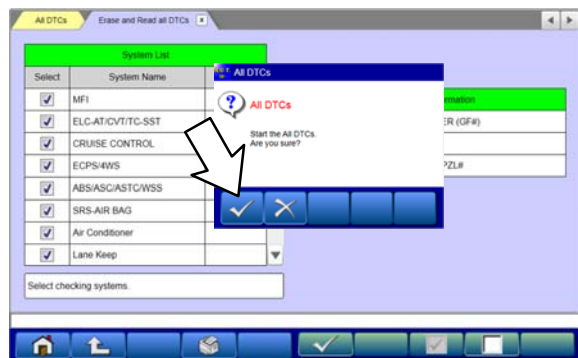 All DTCs
Erase and Read all DTCs
System List
Select
System Name
MFI
ELC-AT/CVT/TC-SST
CRUISE CONTROL
ECPS/4WS
ABS/ASC/ASTC/WSS
SRS-AIR BAG
Air Conditioner
Lane Keep
Select checking systems.
All DTCs
All DTCs
Start the All DTCs.
Are you sure?
mation
ER (GF#)
PZL#